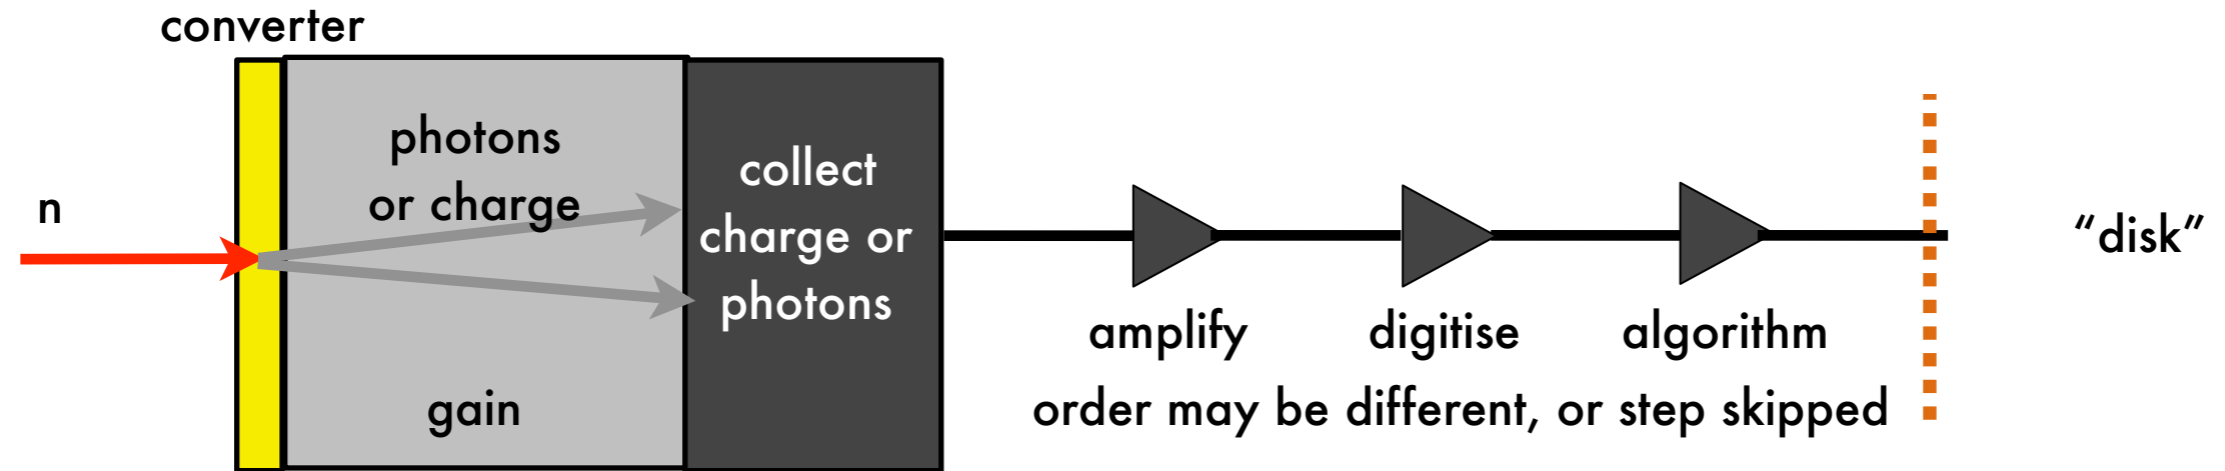 converter
n
photons
or charge
gain
collect
charge or
photons
amplify
digitise
algorithm
order may be different, or step skipped
“disk”